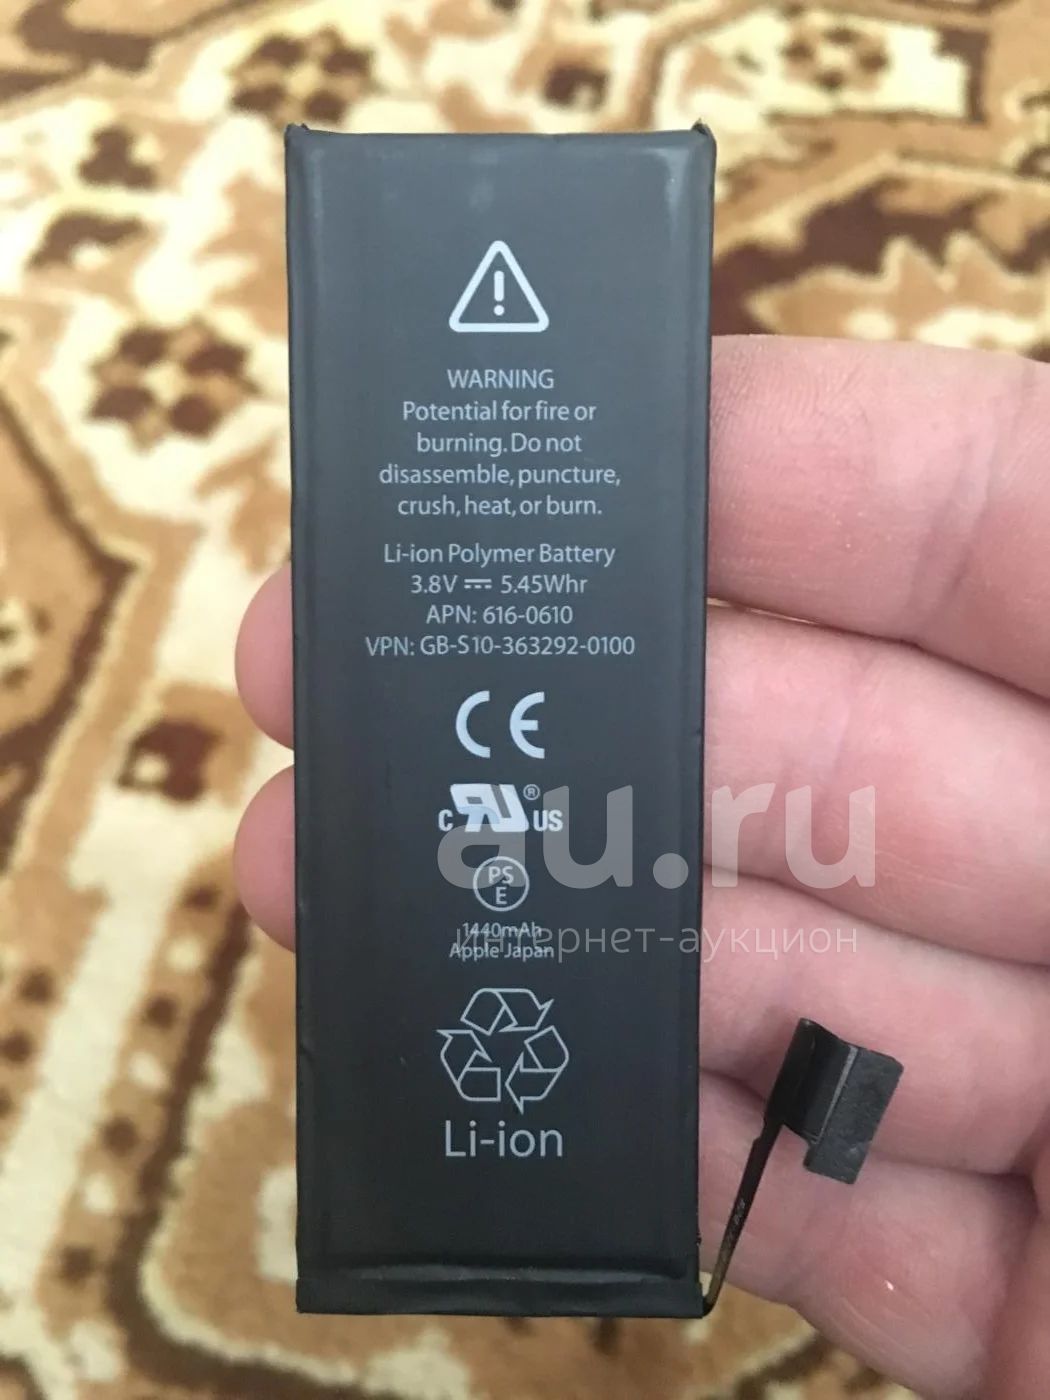 WARNING
Potential for fire or
burning. Do not
disassemble, puncture,
crush, heat, or burn.
Li-ion Polymer Battery
3.8V ⎓ 5.45Whr
APN: 616-0610
VPN: GB-S10-363292-0100
CE
c RU ® US
PS
E
1440mAh
Apple Japan
Li-ion
au.ru
интернет-аукцион